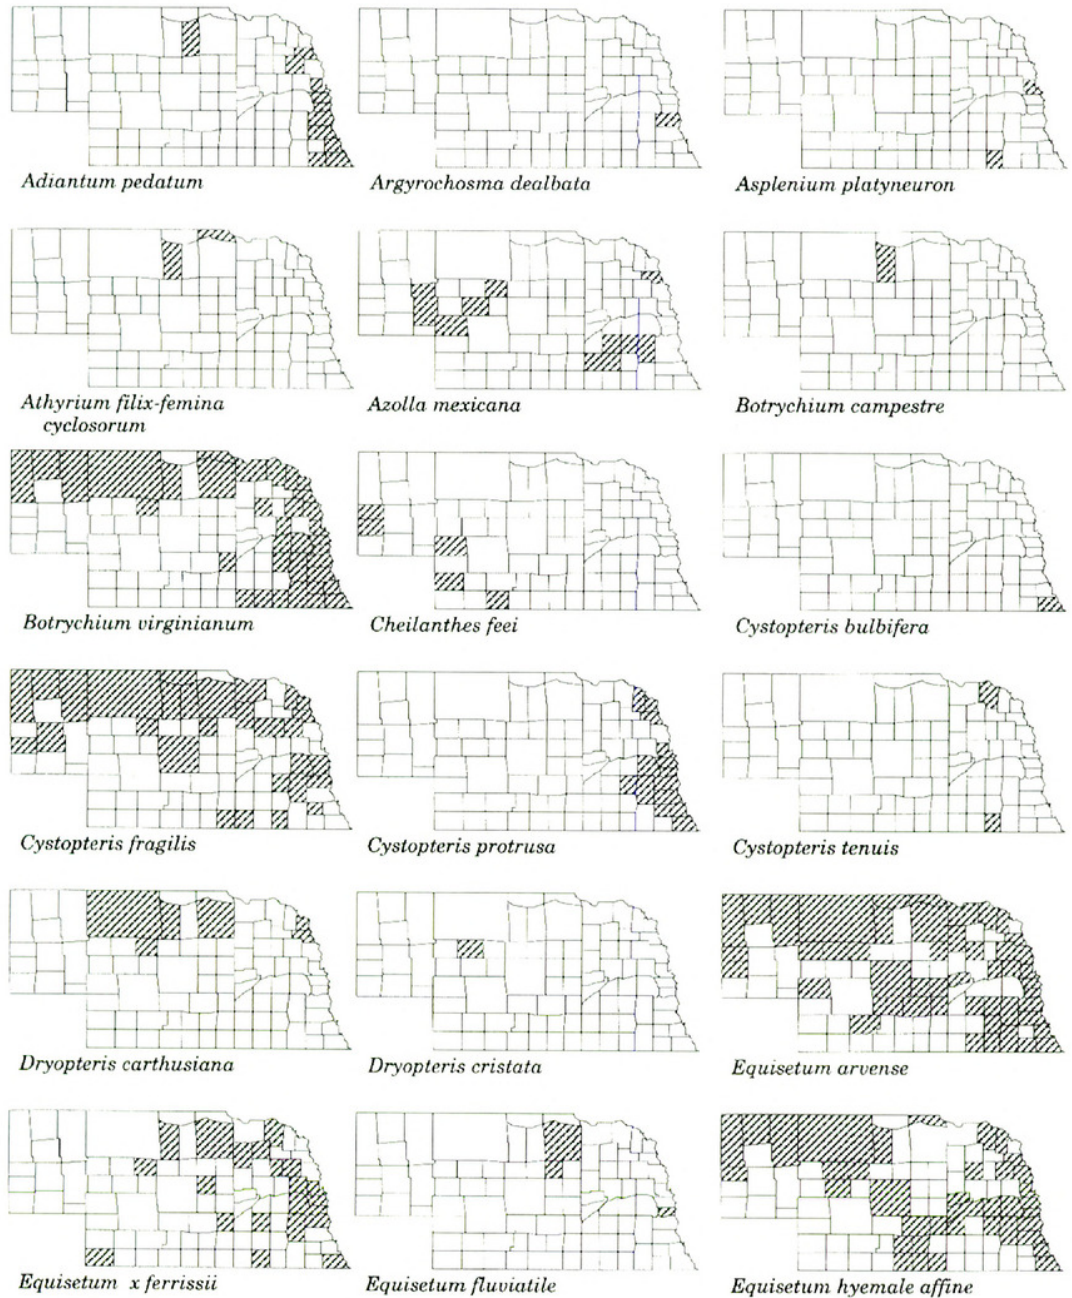 Adiantum pedatum
Argyrochosma dealbata
Asplenium platyneuron
Athyrium filix-femina
cyclosorum
Azolla mexicana
Botrychium campestre
Botrychium virginianum
Cheilanthes feei
Cystopteris bulbifera
Cystopteris fragilis
Cystopteris protrusa
Cystopteris tenuis
Dryopteris carthusiana
Dryopteris cristata
Equisetum arvense
Equisetum x ferrissii
Equisetum fluviatile
Equisetum hyemale affine